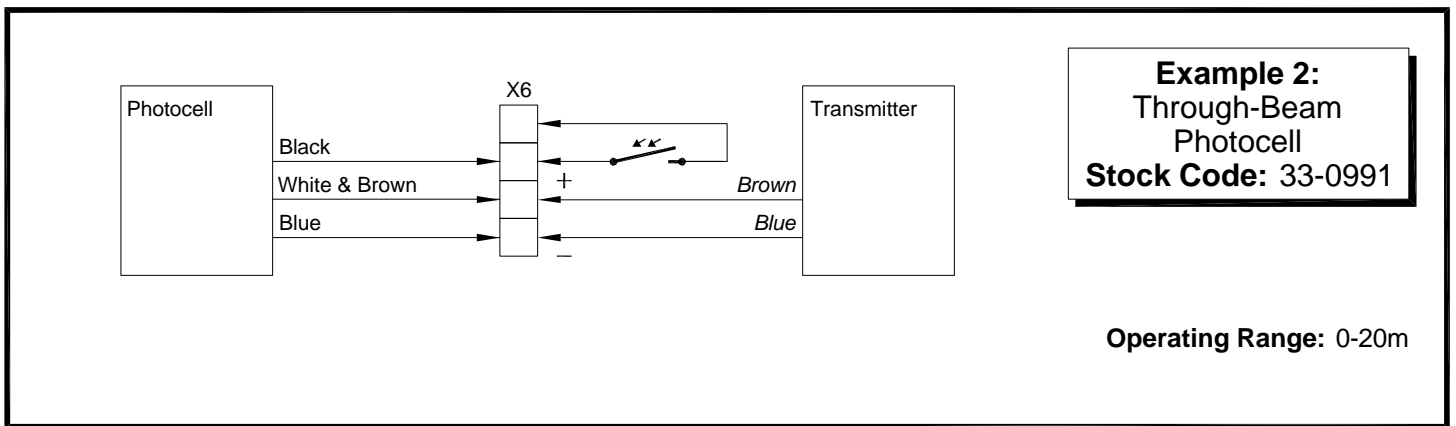 Photocell
Black
White & Brown
Blue
X6
+
–
Brown
Blue
Transmitter
Example 2:
Through-Beam
Photocell
Stock Code: 33-0991
Operating Range: 0-20m